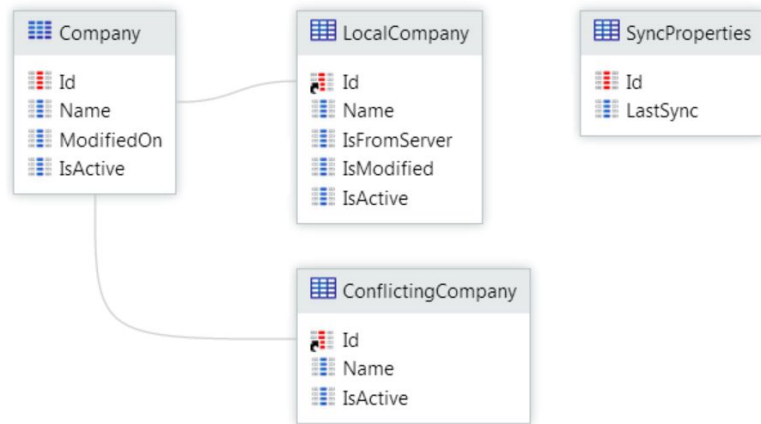 Company
Id
Name
ModifiedOn
IsActive
LocalCompany
Id
Name
IsFromServer
IsModified
IsActive
SyncProperties
Id
LastSync
ConflictingCompany
Id
Name
IsActive